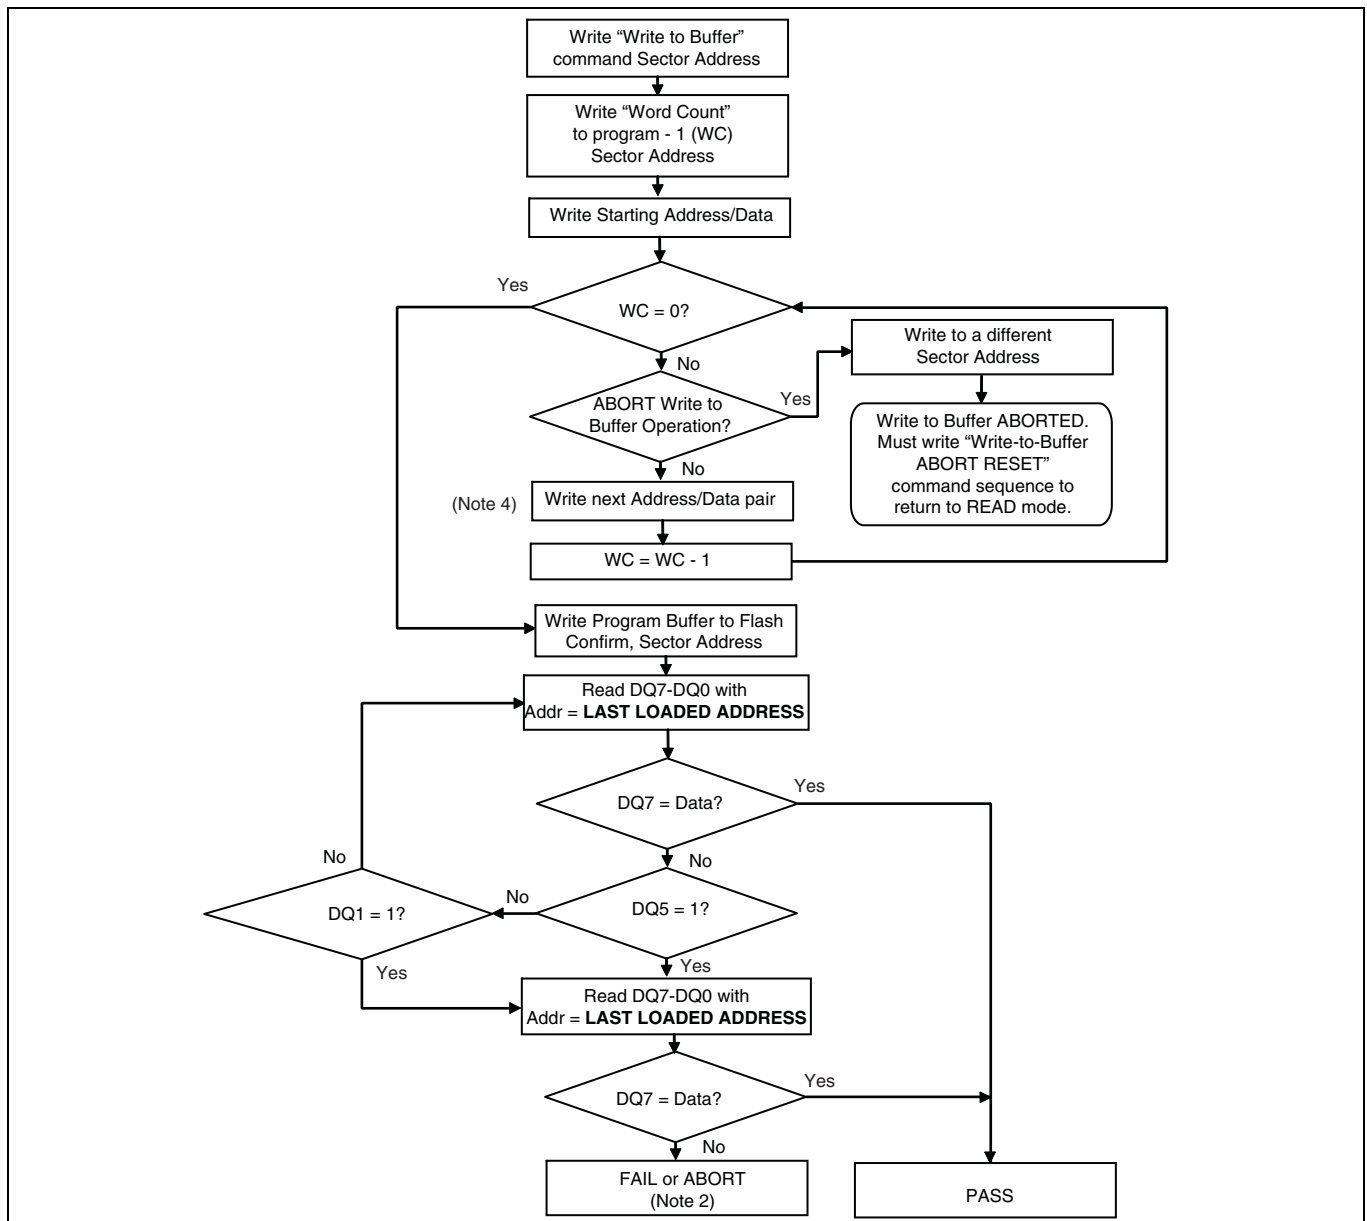 Write “Write to Buffer”
command Sector Address
Write “Word Count”
to program - 1 (WC)
Sector Address
Write Starting Address/Data
Yes
WC = 0?
Write to a different
Sector Address
No
Yes
ABORT Write to
Buffer Operation?
Write to Buffer ABORTED.
Must write “Write-to-Buffer
ABORT RESET”
command sequence to
return to READ mode.
No
(Note 4)
Write next Address/Data pair
WC = WC - 1
Write Program Buffer to Flash
Confirm, Sector Address
Read DQ7-DQ0 with
Addr = LAST LOADED ADDRESS
Yes
DQ7 = Data?
No
No
No
DQ1 = 1?
DQ5 = 1?
Yes
Yes
Read DQ7-DQ0 with
Addr = LAST LOADED ADDRESS
Yes
DQ7 = Data?
No
FAIL or ABORT
(Note 2)
PASS